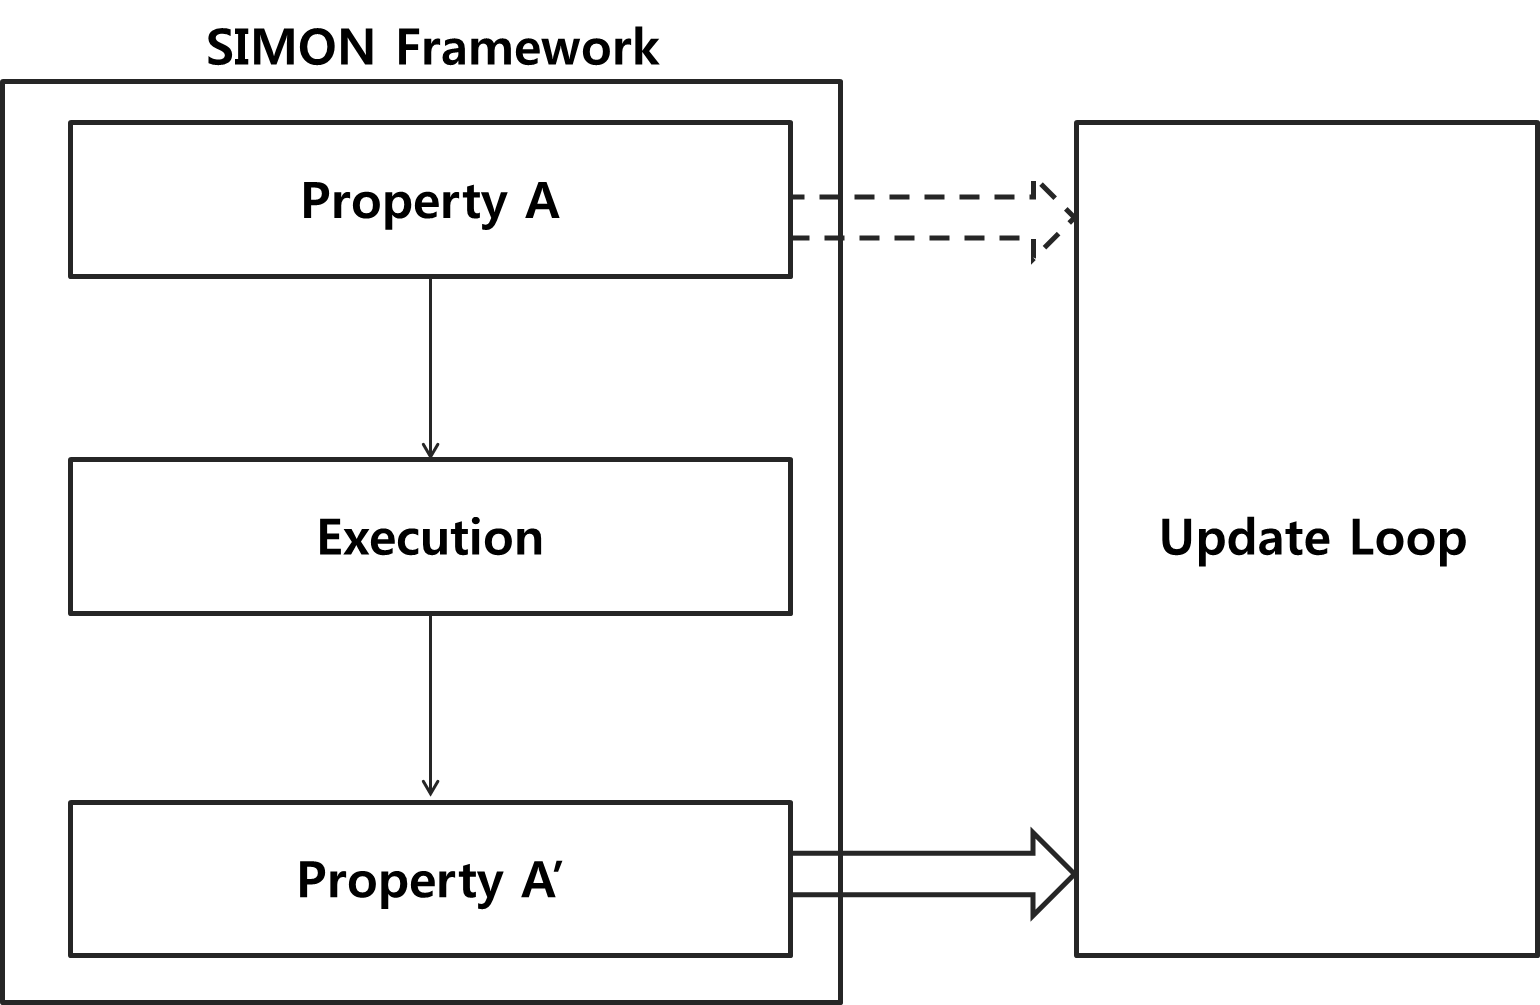 SIMON Framework
Property A
Execution
Update Loop
Property A′